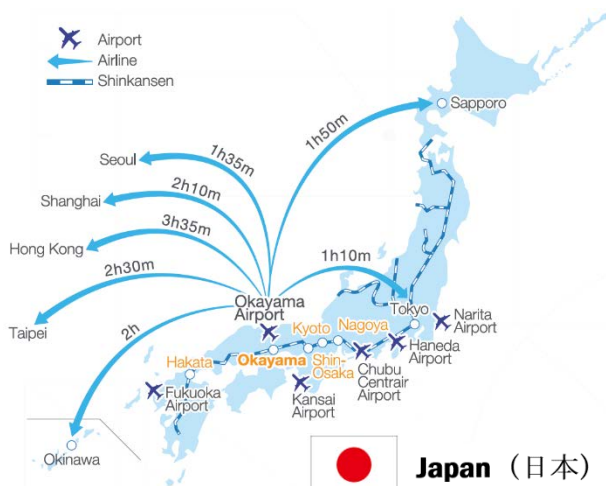 Airport
Airline
Shinkansen
Sapporo
1h50m
Seoul
1h35m
Shanghai
2h10m
Hong Kong
3h35m
Taipei
2h30m
2h
Okinawa
1h10m
Okayama
Airport
Tokyo
Narita
Airport
Haneda
Airport
Kyoto
Nagoya
Hakata
Okayama
Shin-
Osaka
Chubu
Centrair
Airport
Fukuoka
Airport
Kansai
Airport
Japan (日本)